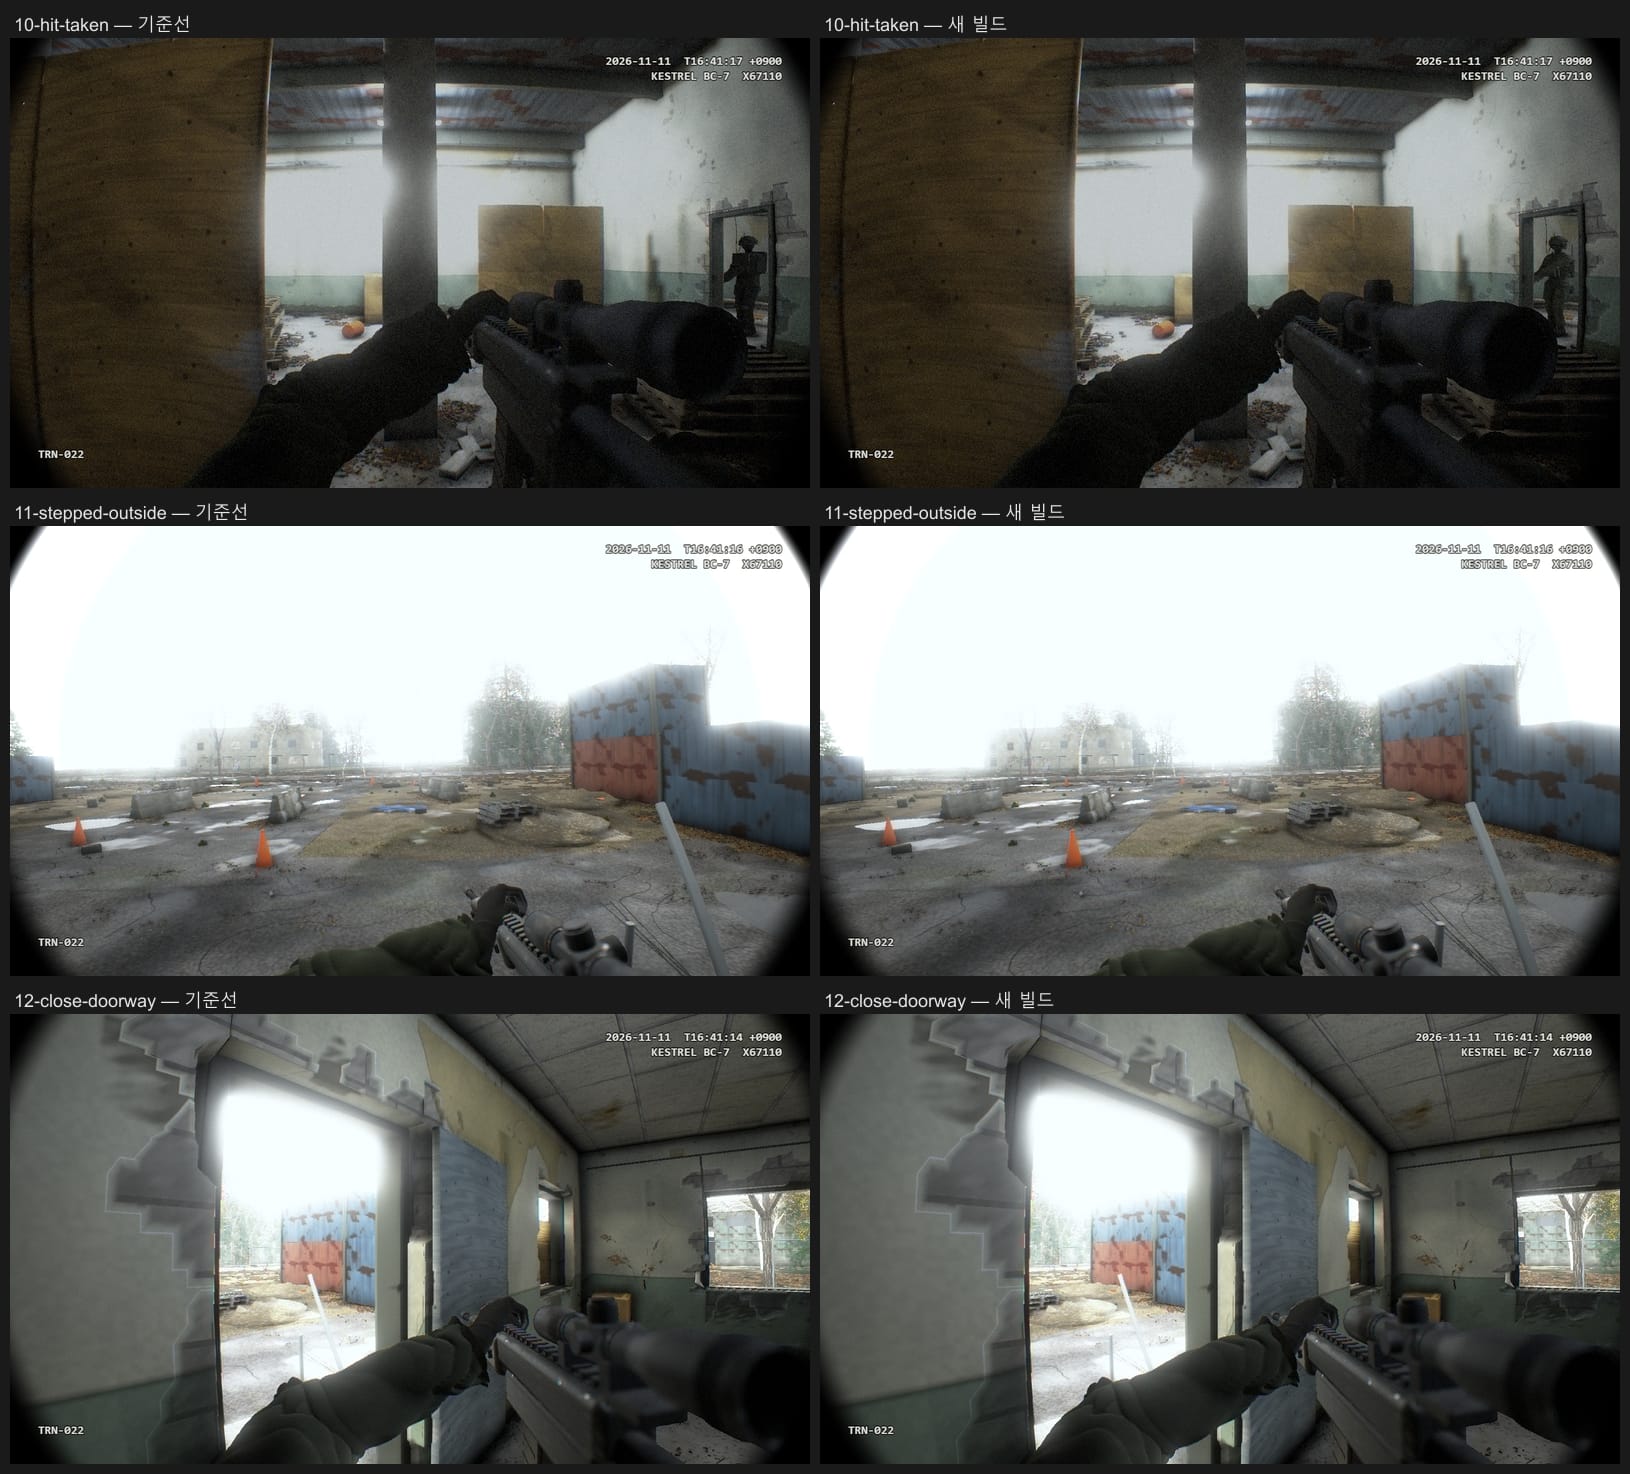 10-hit-taken — 기준선
2026-11-11 T16:41:17 +0900
KESTREL BC-7 X67110
TRN-022
10-hit-taken — 새 빌드
2026-11-11 T16:41:17 +0900
KESTREL BC-7 X67110
TRN-022
11-stepped-outside — 기준선
2026-11-11 T16:41:16 +0900
KESTREL BC-7 X67110
TRN-022
11-stepped-outside — 새 빌드
2026-11-11 T16:41:16 +0900
KESTREL BC-7 X67110
TRN-022
12-close-doorway — 기준선
2026-11-11 T16:41:14 +0900
KESTREL BC-7 X67110
TRN-022
12-close-doorway — 새 빌드
2026-11-11 T16:41:14 +0900
KESTREL BC-7 X67110
TRN-022